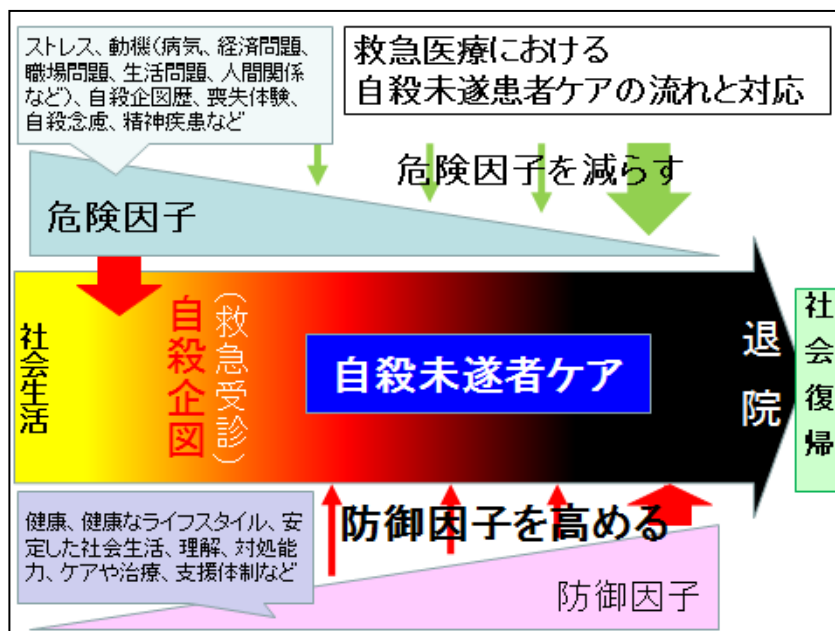 ストレス、動機(病気、経済問題、
職場問題、生活問題、人間関係
など)、自殺企図歴、喪失体験、
自殺念慮、精神疾患など
救急医療における
自殺未遂患者ケアの流れと対応
危険因子を減らす
危険因子
社会生活
自殺企図
(救急受診)
自殺未遂者ケア
退院
社会復帰
防御因子を高める
健康、健康なライフスタイル、安
定した社会生活、理解、対処能
力、ケアや治療、支援体制など
防御因子